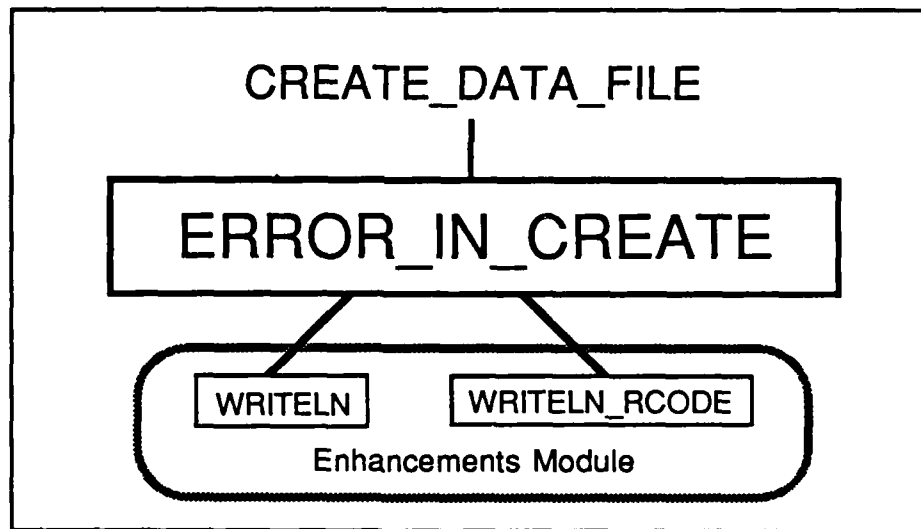 CREATE_DATA_FILE
ERROR_IN_CREATE
WRITELN WRITELN_RCODE
Enhancements Module